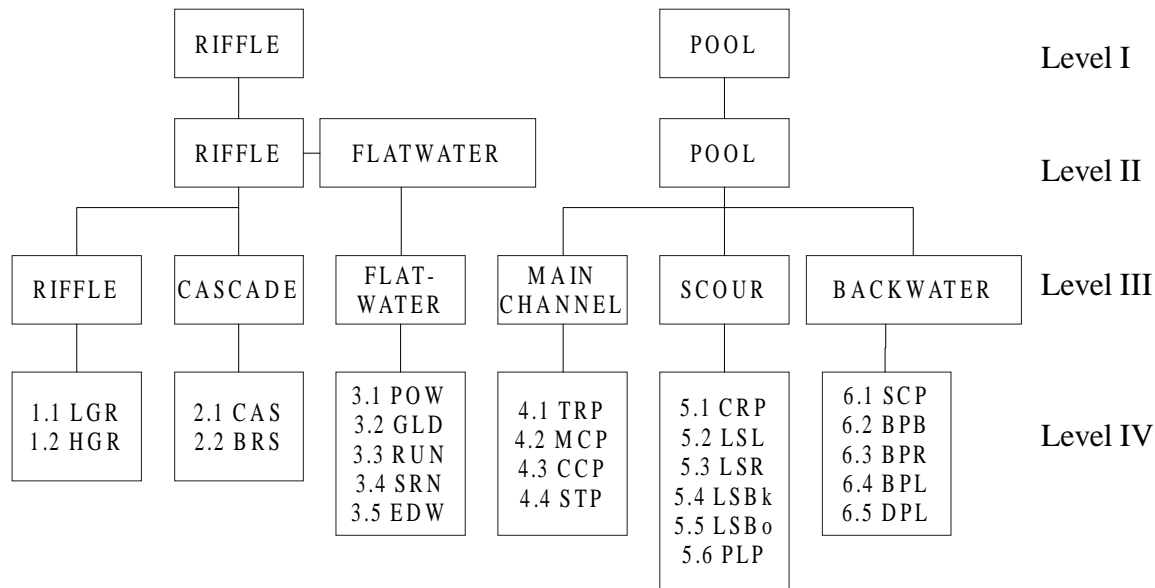 RIFFLE
POOL
Level I
RIFFLE
FLATWATER
POOL
Level II
RIFFLE
CASCADE
FLAT-
WATER
MAIN
CHANNEL
SCOUR
BACKWATER
Level III
1.1 LGR
1.2 HGR
2.1 CAS
2.2 BRS
3.1 POW
3.2 GLD
3.3 RUN
3.4 SRN
3.5 EDW
4.1 TRP
4.2 MCP
4.3 CCP
4.4 STP
5.1 CRP
5.2 LSL
5.3 LSR
5.4 LSBk
5.5 LSBo
5.6 PLP
6.1 SCP
6.2 BPB
6.3 BPR
6.4 BPL
6.5 DPL
Level IV